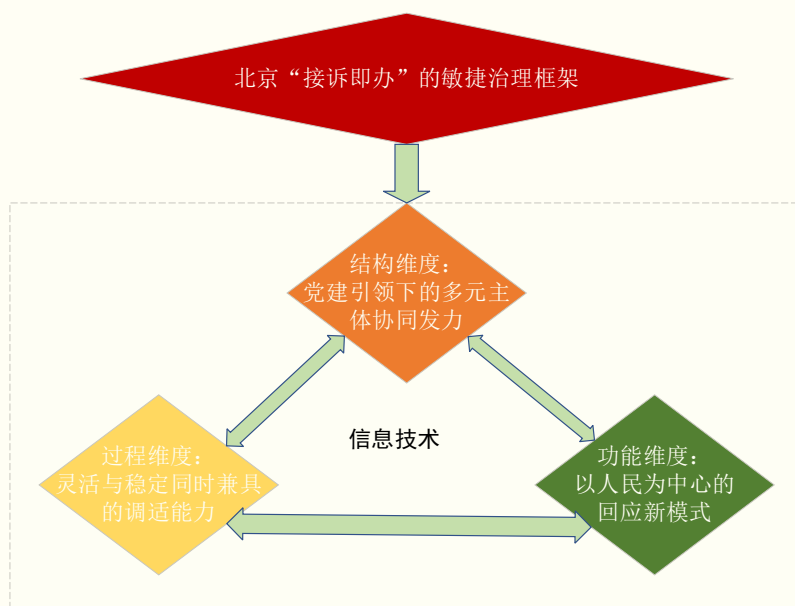 北京“接诉即办”的敏捷治理框架
结构维度：
党建引领下的多元主
体协同发力
信息技术
过程维度：
灵活与稳定同时兼具
的调适能力
功能维度：
以人民为中心的
回应新模式